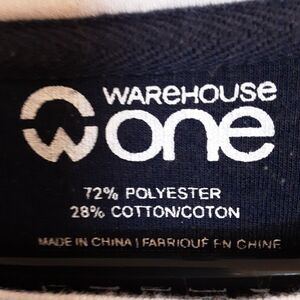 WAREHOUSE
one
72% POLYESTER
28% COTTON/COTON
MADE IN CHINA | FABRIQUÉ EN CHINE